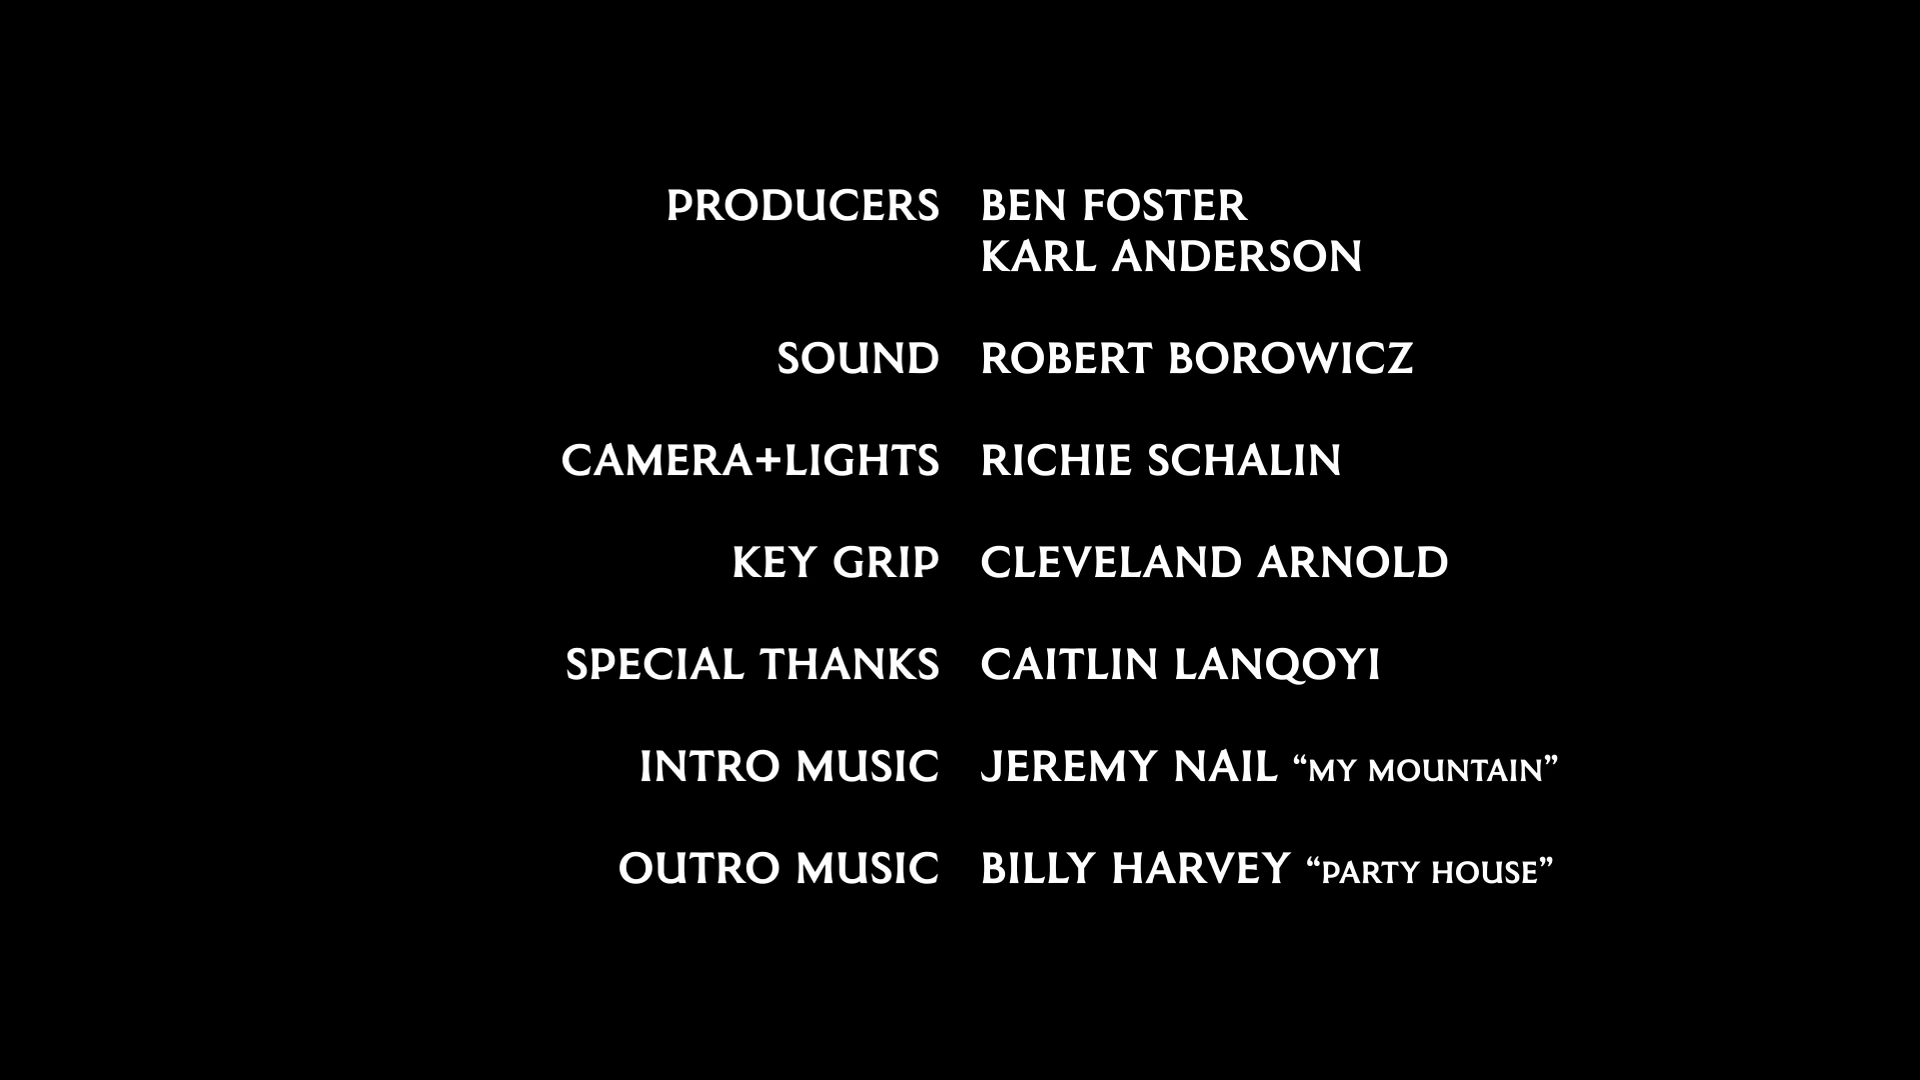 PRODUCERS BEN FOSTER
KARL ANDERSON
SOUND ROBERT BOROWICZ
CAMERA+LIGHTS RICHIE SCHALIN
KEY GRIP CLEVELAND ARNOLD
SPECIAL THANKS CAITLIN LANQOYI
INTRO MUSIC JEREMY NAIL “MY MOUNTAIN”
OUTRO MUSIC BILLY HARVEY “PARTY HOUSE”